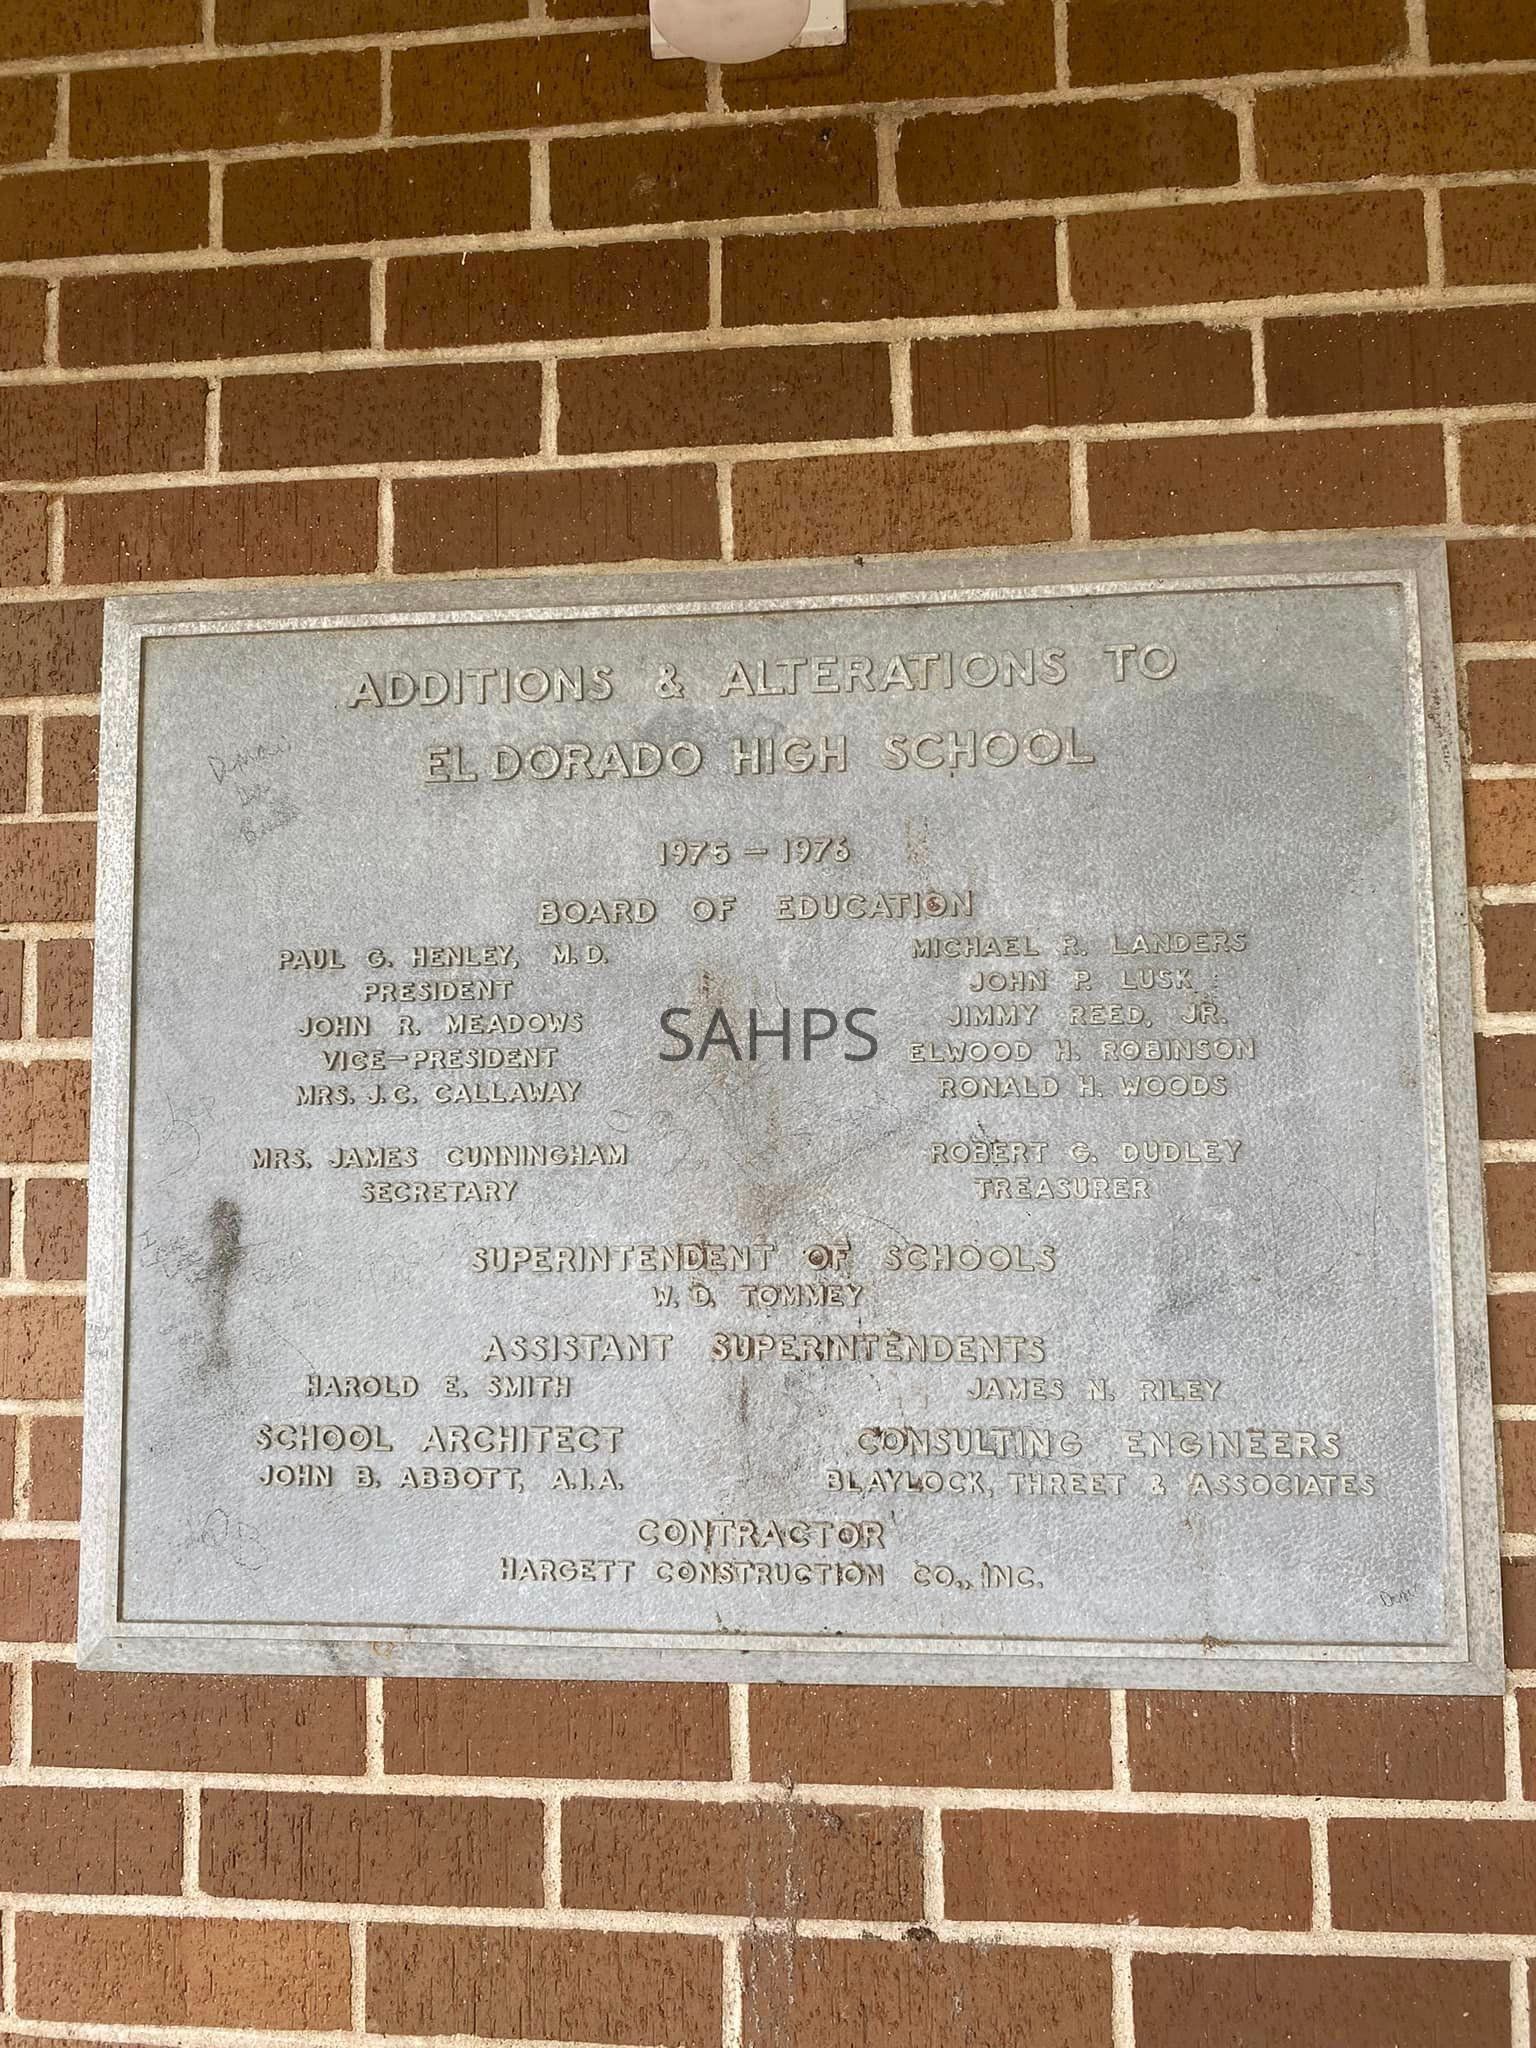 ADDITIONS & ALTERATIONS TO
EL DORADO HIGH SCHOOL
1975 - 1976
BOARD OF EDUCATION
PAUL G. HENLEY, M.D.
PRESIDENT
JOHN R. MEADOWS
VICE-PRESIDENT
MRS. J.C. CALLAWAY
MRS. JAMES CUNNINGHAM
SECRETARY
MICHAEL R. LANDERS
JOHN P. LUSK
JIMMY REED, JR.
ELWOOD H. ROBINSON
RONALD H. WOODS
ROBERT G. DUDLEY
TREASURER
SAHPS
SUPERINTENDENT OF SCHOOLS
W. D. TOMMEY
ASSISTANT SUPERINTENDENTS
HAROLD E. SMITH
JAMES N. RILEY
SCHOOL ARCHITECT
JOHN B. ABBOTT, A.I.A.
CONSULTING ENGINEERS
BLAYLOCK, THREET & ASSOCIATES
CONTRACTOR
HARGETT CONSTRUCTION CO., INC.